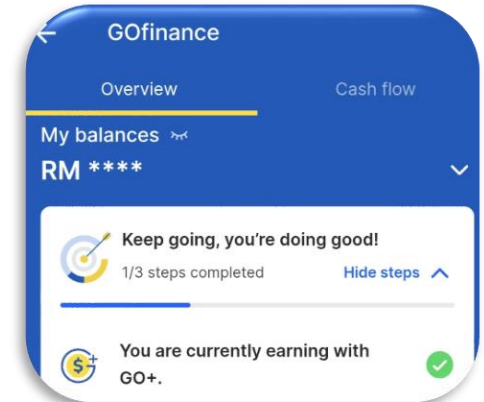 GOfinance
Overview
Cash flow
My balances
RM ****
Keep going, you're doing good!
1/3 steps completed
Hide steps
You are currently earning with
GO+.